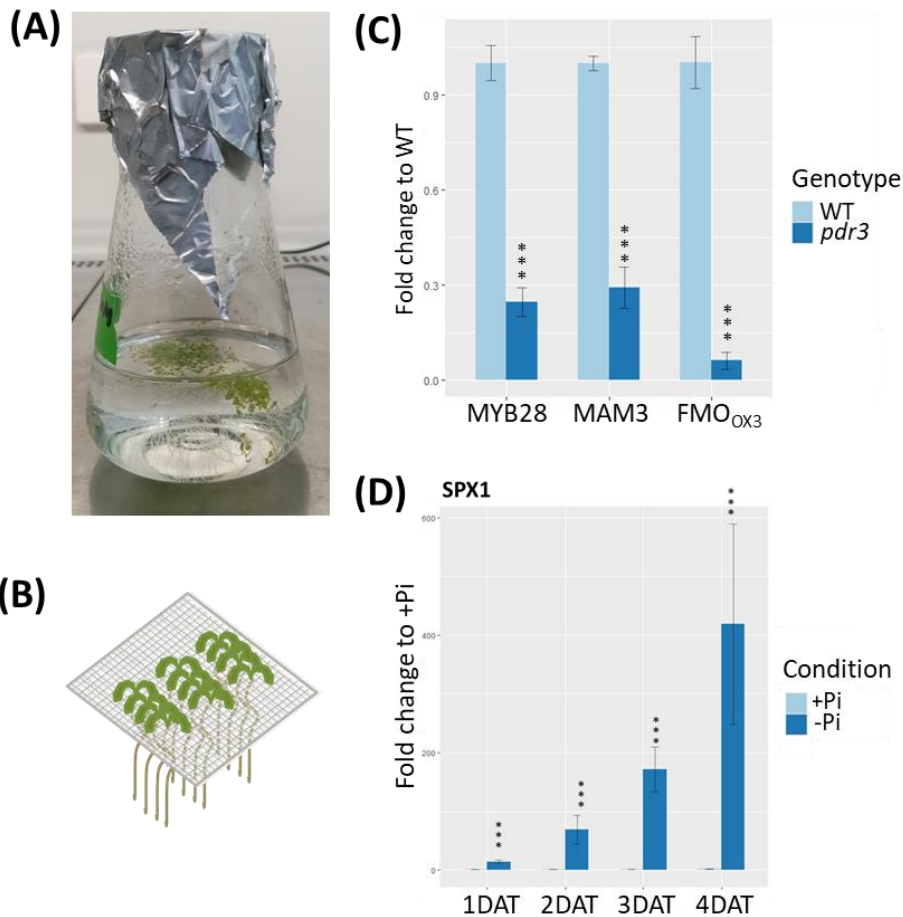 (A)
(B)
(C)
Fold change to WT
0.9
0.6
0.3
0.0
***
***
***
MYB28 MAM3 FMOOX3
Genotype
WT
pdr3
(D)
SPX1
Fold change to +Pi
600
400
200
0
***
***
***
***
1DAT 2DAT 3DAT 4DAT
Condition
+Pi
-Pi